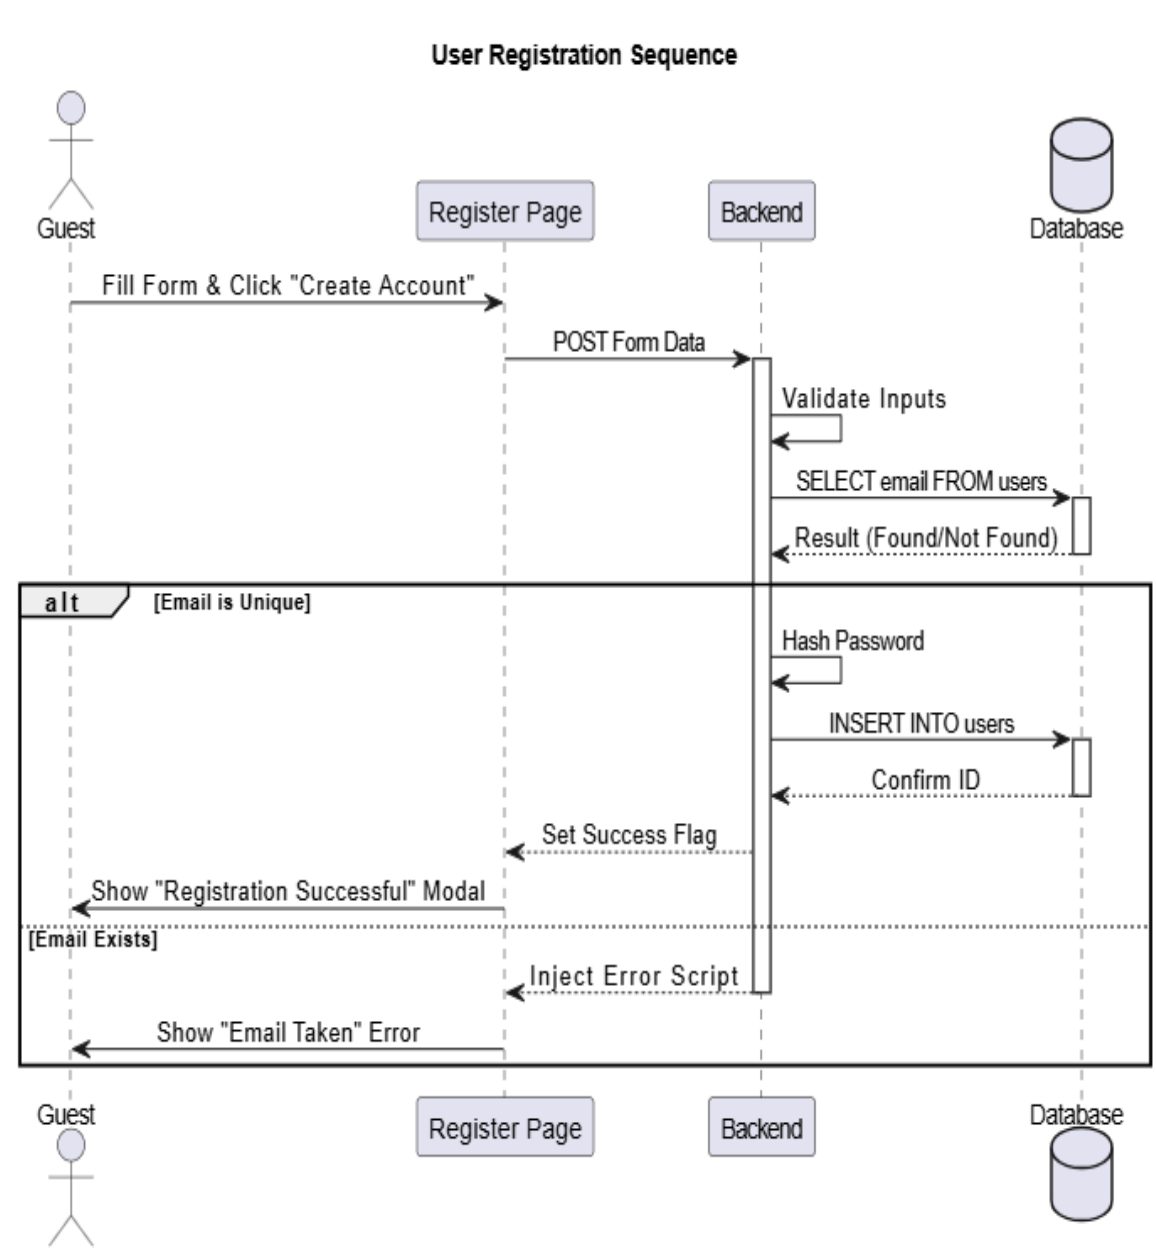 User Registration Sequence
Guest
Register Page
Backend
Database
Fill Form & Click "Create Account"
POST Form Data
Validate Inputs
SELECT email FROM users
Result (Found/Not Found)
alt
[Email is Unique]
Hash Password
INSERT INTO users
Confirm ID
Set Success Flag
Show "Registration Successful" Modal
[Email Exists]
Inject Error Script
Show "Email Taken" Error
Guest
Register Page
Backend
Database